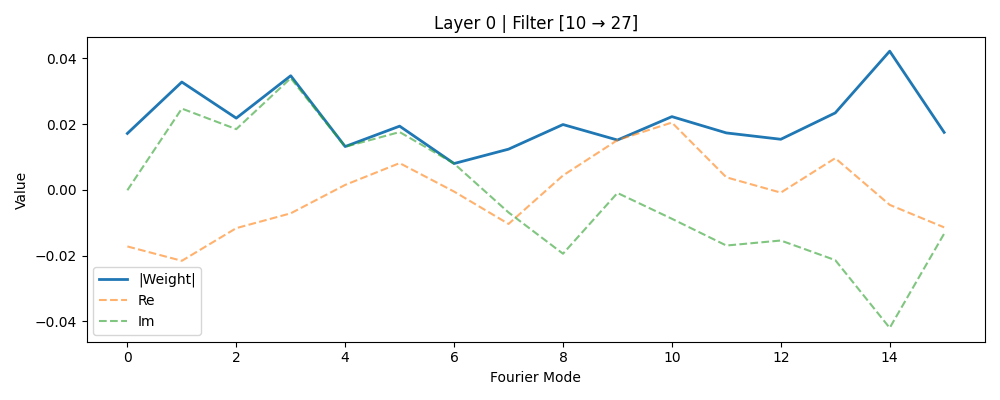 Layer 0 | Filter [10 → 27]
Value
0.04
0.02
0.00
−0.02
−0.04
|Weight|
Re
Im
0 2 4 6 8 10 12 14
Fourier Mode